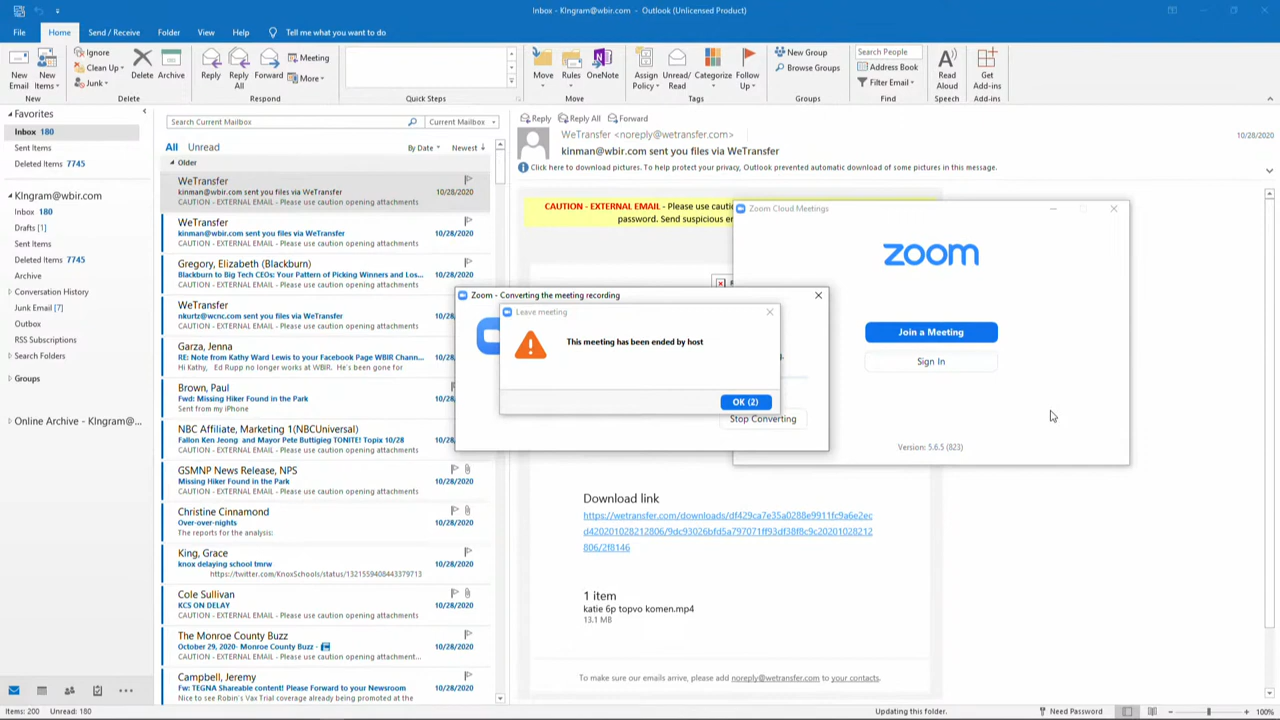 Inbox - KIngram@wbir.com - Outlook (Unlicensed Product)
File Home Send / Receive Folder View Help Tell me what you want to do
New Email
New Items
New
Ignore
Clean Up
Junk
Delete
Archive
Delete
Reply
Reply All
Forward
Meeting
More
Respond
Quick Steps
Move
Rules
OneNote
Move
Assign Policy
Unread/ Read
Categorize
Follow Up
Tags
New Group
Browse Groups
Groups
Search People
Address Book
Filter Email
Find
Read Aloud
Speech
Get Add-ins
Add-ins
Favorites
Inbox 180
Sent Items
Deleted Items 7745
KIngram@wbir.com
Inbox 180
Drafts [1]
Sent Items
Deleted Items 7745
Archive
Conversation History
Junk Email [7]
Outbox
RSS Subscriptions
Search Folders
Groups
Online Archive - KIngram@...
Search Current Mailbox Current Mailbox
All Unread By Date Newest
Older
WeTransfer
kinman@wbir.com sent you files via WeTransfer 10/28/2020
CAUTION - EXTERNAL EMAIL - Please use caution opening attachments
WeTransfer
kinman@wbir.com sent you files via WeTransfer 10/28/2020
CAUTION - EXTERNAL EMAIL - Please use caution opening attachments
Gregory, Elizabeth (Blackburn)
Blackburn to Big Tech CEOs: Your Pattern of Picking Winners and Los... 10/28/2020
CAUTION - EXTERNAL EMAIL - Please use caution opening attachments
WeTransfer
nkurtz@wcnc.com sent you files via WeTransfer 10/28
CAUTION - EXTERNAL EMAIL - Please use caution opening attachments
Garza, Jenna
RE: Note from Kathy Ward Lewis to your Facebook Page WBIR Chann... 10/28
Hi Kathy, Ed Rupp no longer works at WBIR. He's been gone for
Brown, Paul
Fwd: Missing Hiker Found in the Park 10/28
Sent from my iPhone
NBC Affiliate, Marketing 1(NBCUniversal)
Fallon Ken Jeong and Mayor Pete Buttigieg TONITE! Topix 10/28 10/28
CAUTION - EXTERNAL EMAIL - Please use caution opening attachments
GSMNP News Release, NPS
Missing Hiker Found in the Park 10/28/2020
CAUTION - EXTERNAL EMAIL - Please use caution opening attachments
Christine Cinnamond
Over-over-nights 10/28/2020
The reports for the analysis:
King, Grace
knox delaying school tmrw 10/28/2020
https://twitter.com/KnoxSchools/status/1321559408443379713
Cole Sullivan
KCS ON DELAY 10/28/2020
CAUTION - EXTERNAL EMAIL - Please use caution opening attachments
The Monroe County Buzz
October 29, 2020- Monroe County Buzz - 10/28/2020
CAUTION - EXTERNAL EMAIL - Please use caution opening attachment...
Campbell, Jeremy
Fw: TEGNA Shareable content! Please Forward to your Newsroom 10/28/2020
Nice to see Robin's Vax Trial coverage already being promoted at the
Reply Reply All Forward
WeTransfer <noreply@wetransfer.com> 10/28/2020
kinman@wbir.com sent you files via WeTransfer
Click here to download pictures. To help protect your privacy, Outlook prevented automatic download of some pictures in this message.
CAUTION - EXTERNAL EMAIL - Please use cauti
password. Send suspicious e
Zoom Cloud Meetings
zoom
Join a Meeting
Sign In
Version: 5.6.5 (823)
Zoom - Converting the meeting recording
Leave meeting
This meeting has been ended by host
OK (2)
Stop Converting
Download link
https://wetransfer.com/downloads/df429ca7e35a0288e9911fc9a6e2ec
d420201028212806/9dc93026bfd5a797071ff93df38f8c9c20201028212
806/2f8146
1 item
katie 6p topvo komen.mp4
13.1 MB
To make sure our emails arrive, please add noreply@wetransfer.com to your contacts.
Items: 200 Unread: 180 Updating this folder. Need Password 100%